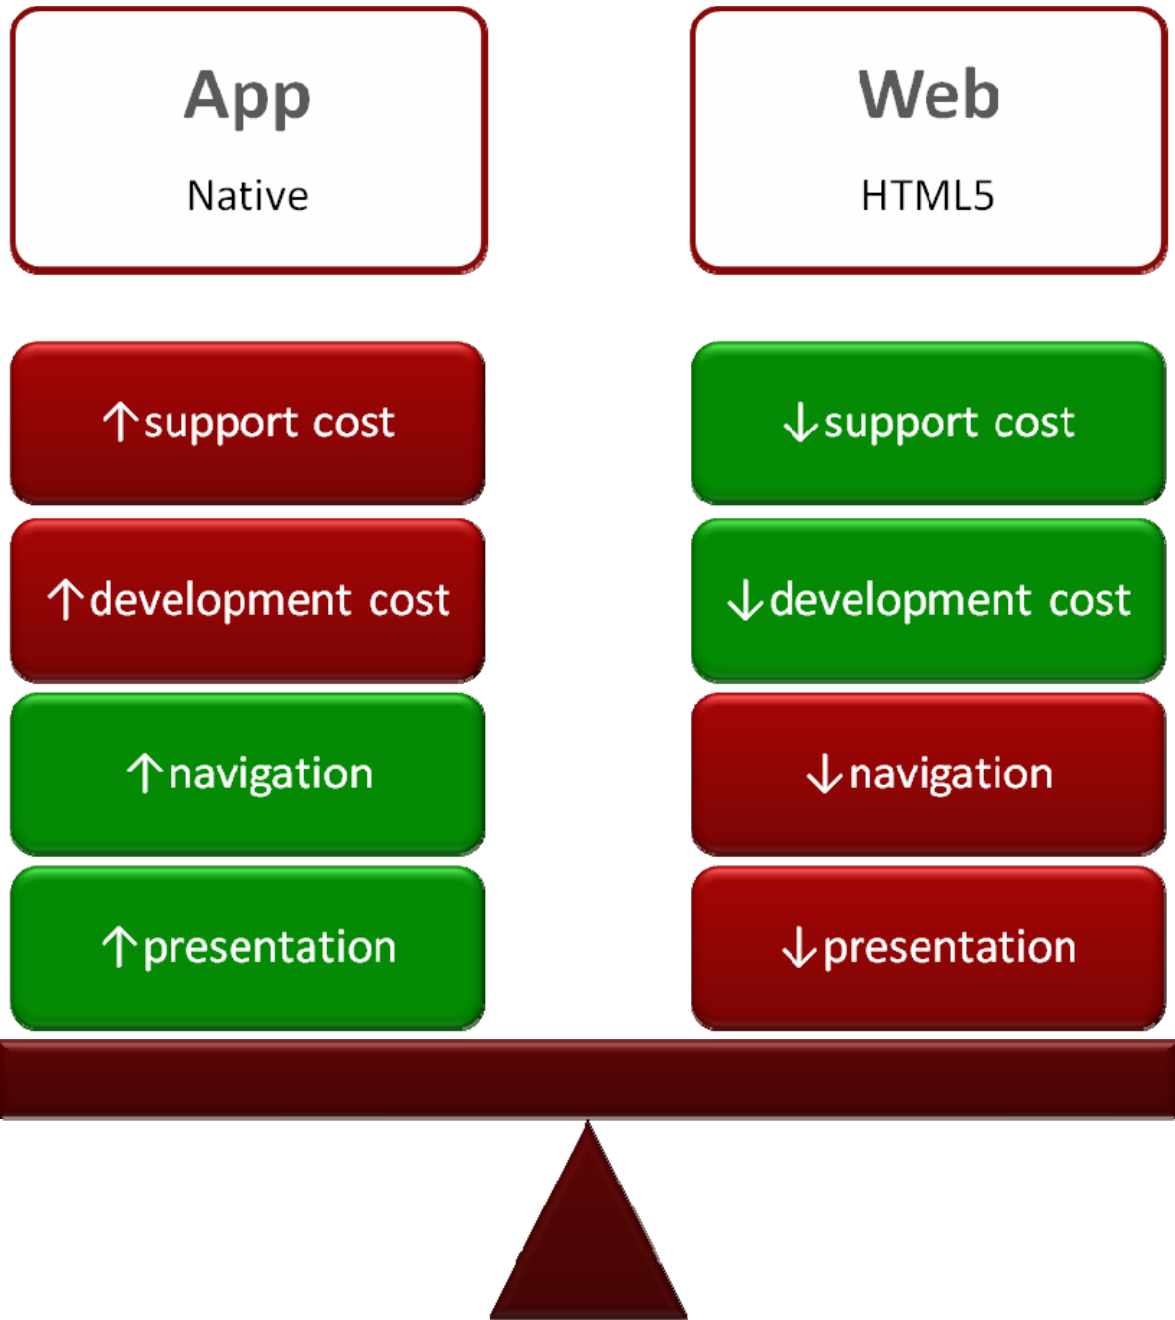 App
Native
Web
HTML5
↑support cost
↓support cost
↑development cost
↓development cost
↑navigation
↓navigation
↑presentation
↓presentation